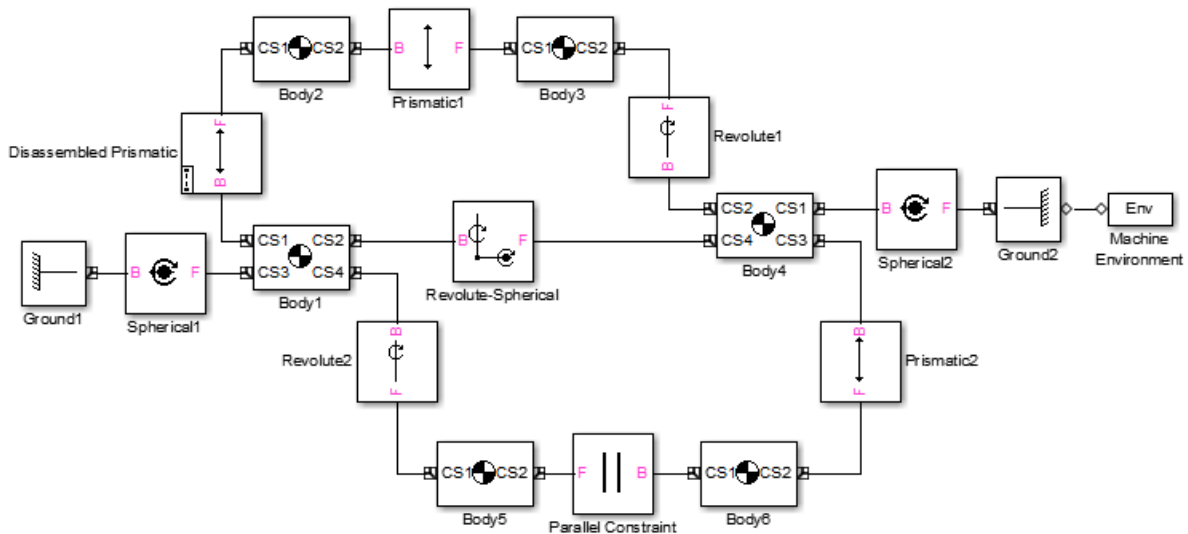 CS1 CS2
B F
CS1 CS2
Body2
Prismatic1
Body3
F
B
Disassembled Prismatic
F
B
Revolute1
CS1 CS2
CS3 CS4
Body1
B
Revolute-Spherical
F
CS2 CS1
CS4 CS3
Body4
B F
Spherical2
Ground2
Env
Machine
Environment
Ground1
B F
Spherical1
Revolute2
B
F
B
F
Prismatic2
CS1 CS2
Body5
F B
Parallel Constraint
CS1 CS2
Body6